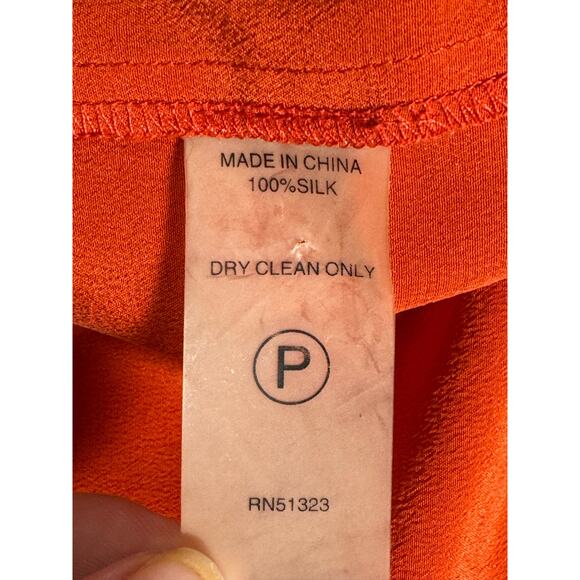 MADE IN CHINA
100%SILK
DRY CLEAN ONLY
P
RN51323